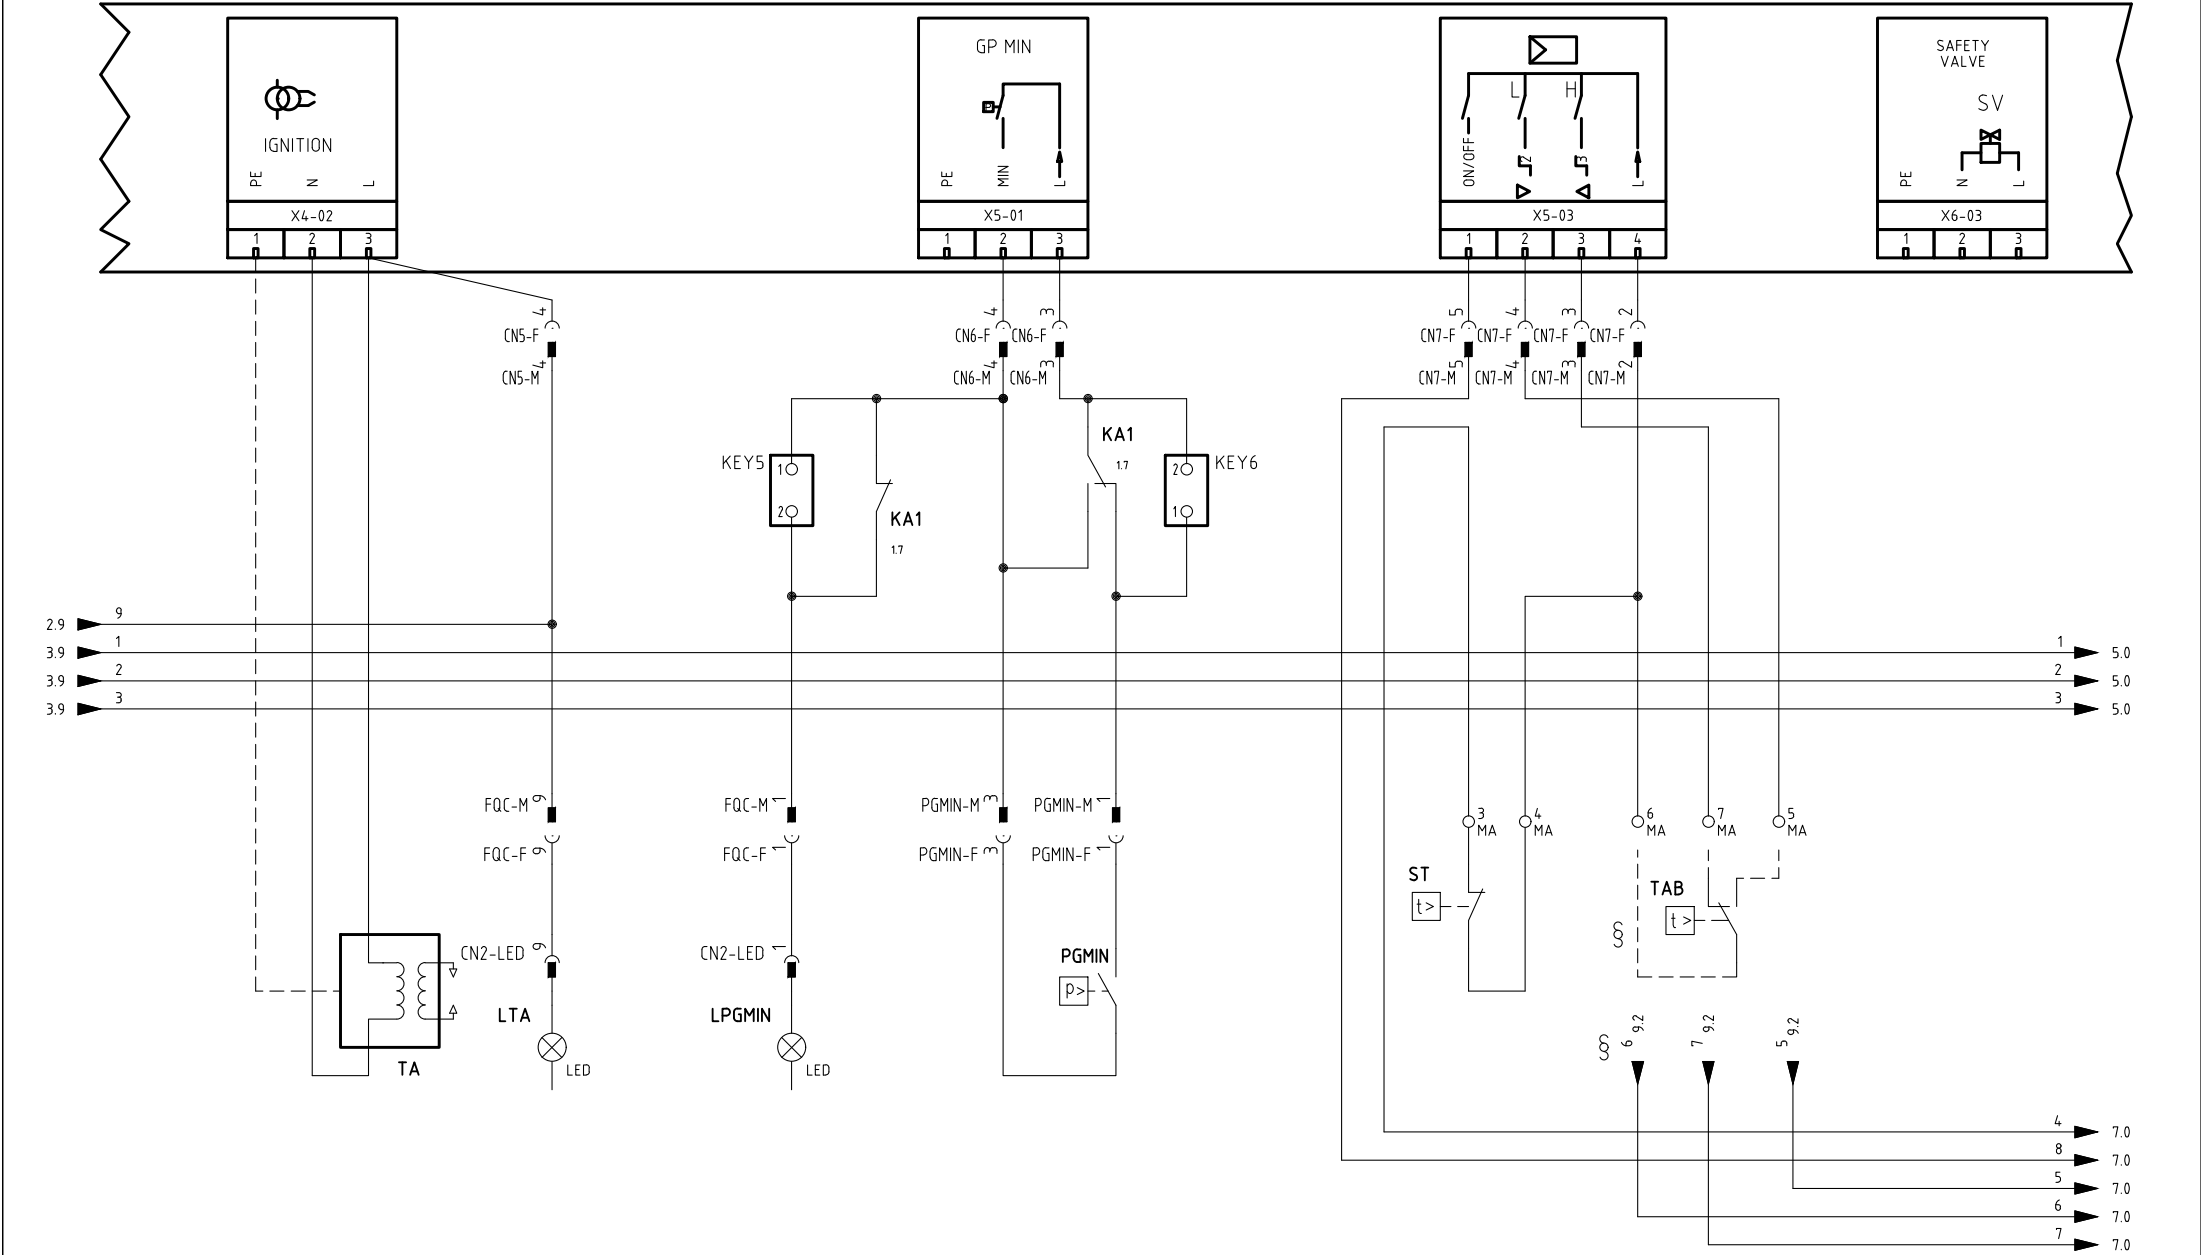 GP MIN
SAFETY
VALVE
L
H
SV
P
IGNITION
PE
N
L
PE
MIN
L
ON/OFF
2
3
L
PE
N
L
X4-02
X5-01
X5-03
X6-03
1
2
3
1
2
3
1
2
3
4
1
2
3
4
4
3
5
4
3
2
CN5-F
CN6-F
CN6-F
CN7-F
CN7-F
CN7-F
CN7-F
4
4
3
5
4
3
2
CN5-M
CN6-M
CN6-M
CN7-M
CN7-M
CN7-M
CN7-M
KA1
1.7
KEY5
1
2
KEY6
2
1
KA1
1.7
2.9
9
3.9
1
1
5.0
3.9
2
2
5.0
3.9
3
3
5.0
FQC-M
9
FQC-M
1
PGMIN-M
3
PGMIN-M
1
3
MA
4
MA
6
MA
7
MA
5
MA
FQC-F
9
FQC-F
1
PGMIN-F
3
PGMIN-F
1
ST
t>
TAB
t>
§
CN2-LED
9
CN2-LED
1
PGMIN
p>
LTA
LPGMIN
LED
LED
TA
§
6
9.2
7
9.2
5
9.2
4
7.0
8
7.0
5
7.0
6
7.0
7
7.0